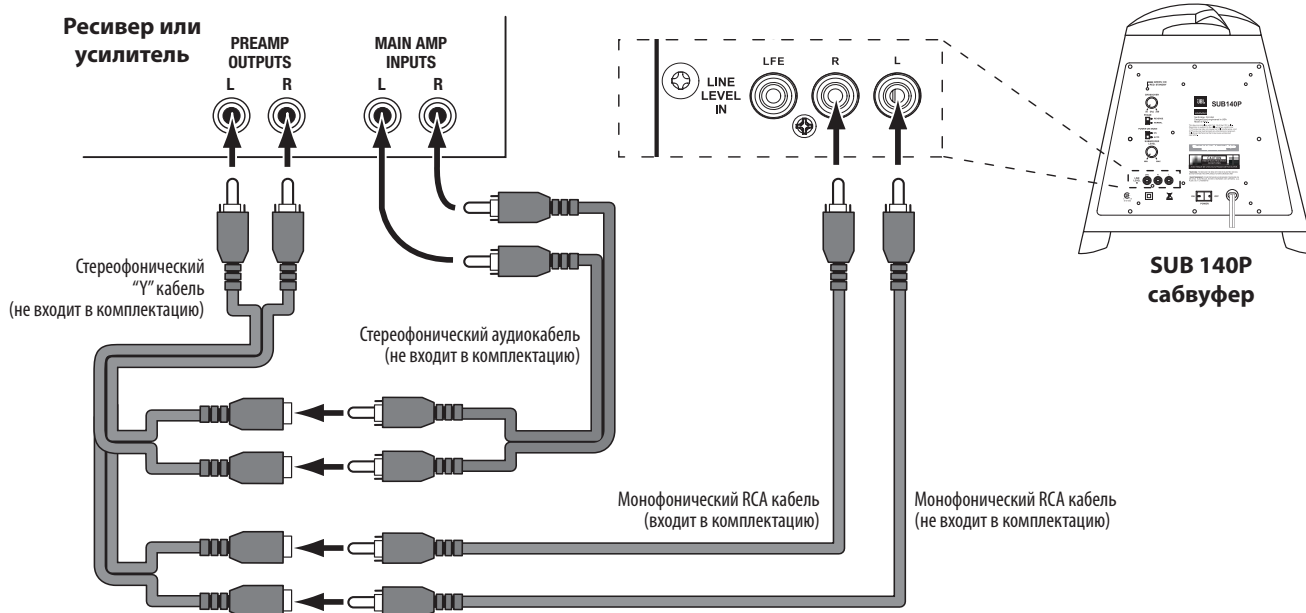 Ресивер или
усилитель
PREAMP
OUTPUTS
L R
MAIN AMP
INPUTS
L R
LINE
LEVEL
IN
LFE R L
JBL
SUB140P
SUB 140P
сабвуфер
Стереофонический
“Y” кабель
(не входит в комплектацию)
Стереофонический аудиокабель
(не входит в комплектацию)
Монофонический RCA кабель
(входит в комплектацию)
Монофонический RCA кабель
(не входит в комплектацию)